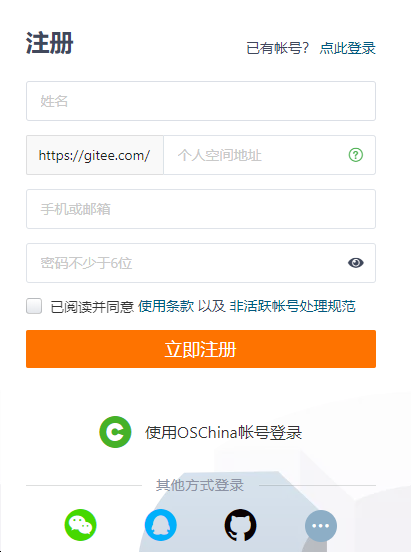 注册
已有帐号？ 点此登录
姓名
https://gitee.com/ 个人空间地址
手机或邮箱
密码不少于6位
已阅读并同意 使用条款 以及 非活跃帐号处理规范
立即注册
使用OSChina帐号登录
其他方式登录